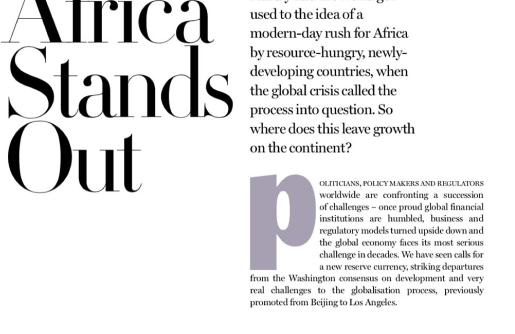 Africa
Stands
Out
used to the idea of a
modern-day rush for Africa
by resource-hungry, newly-
developing countries, when
the global crisis called the
process into question. So
where does this leave growth
on the continent?
POLITICIANS, POLICY MAKERS AND REGULATORS
worldwide are confronting a succession
of challenges – once proud global financial
institutions are humbled, business and
regulatory models turned upside down and
the global economy faces its most serious
challenge in decades. We have seen calls for
a new reserve currency, striking departures
from the Washington consensus on development and very
real challenges to the globalisation process, previously
promoted from Beijing to Los Angeles.